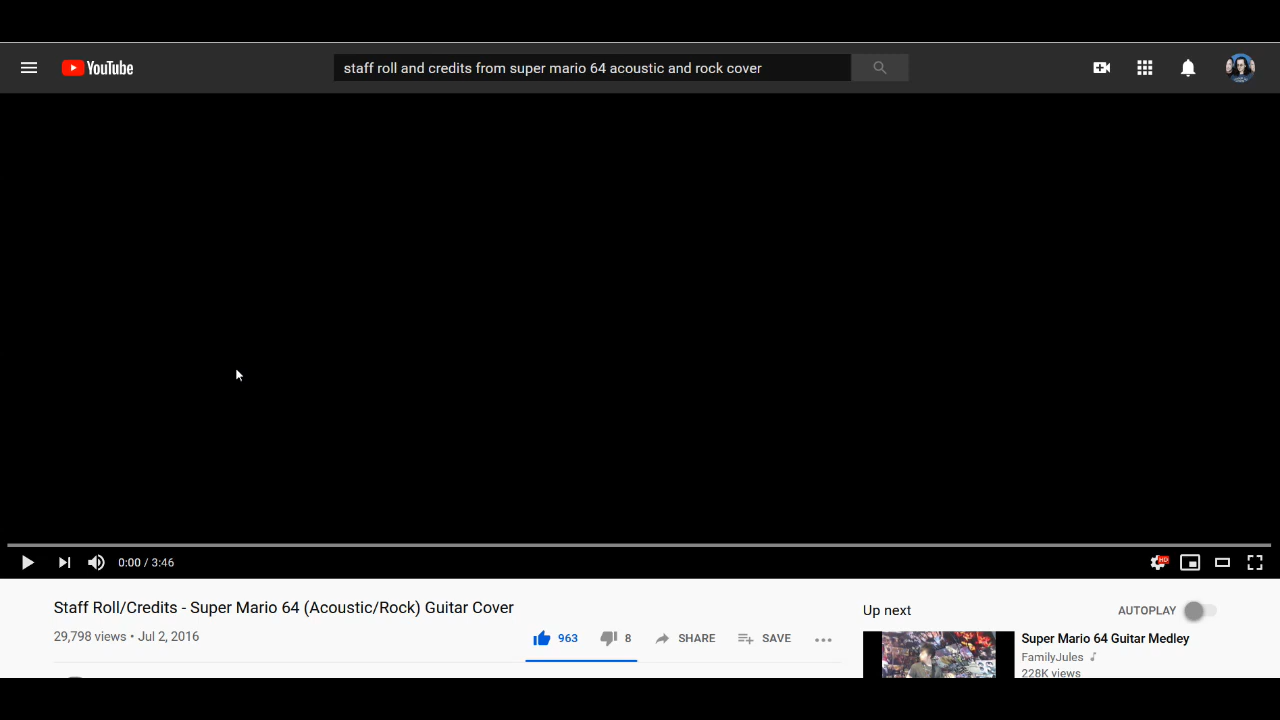 YouTube
staff roll and credits from super mario 64 acoustic and rock cover
0:00 / 3:46
HD
Staff Roll/Credits - Super Mario 64 (Acoustic/Rock) Guitar Cover
29,798 views • Jul 2, 2016
963
8
SHARE
SAVE
Up next
AUTOPLAY
Super Mario 64 Guitar Medley
FamilyJules
228K views